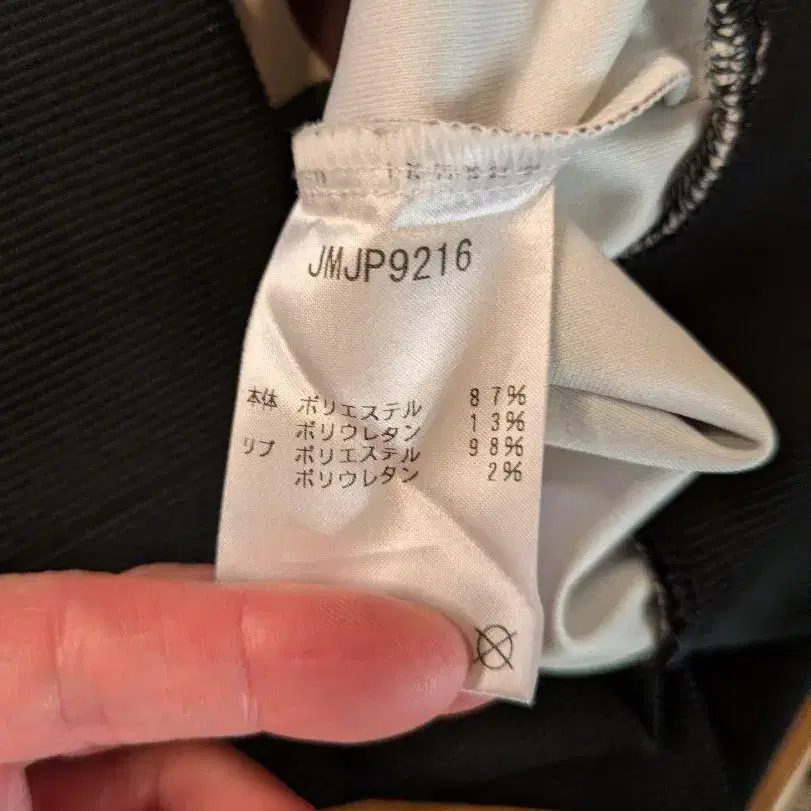 JMJP9216
本体 ポリエステル 87%
ポリウレタン 13%
リブ ポリエステル 98%
ポリウレタン 2%